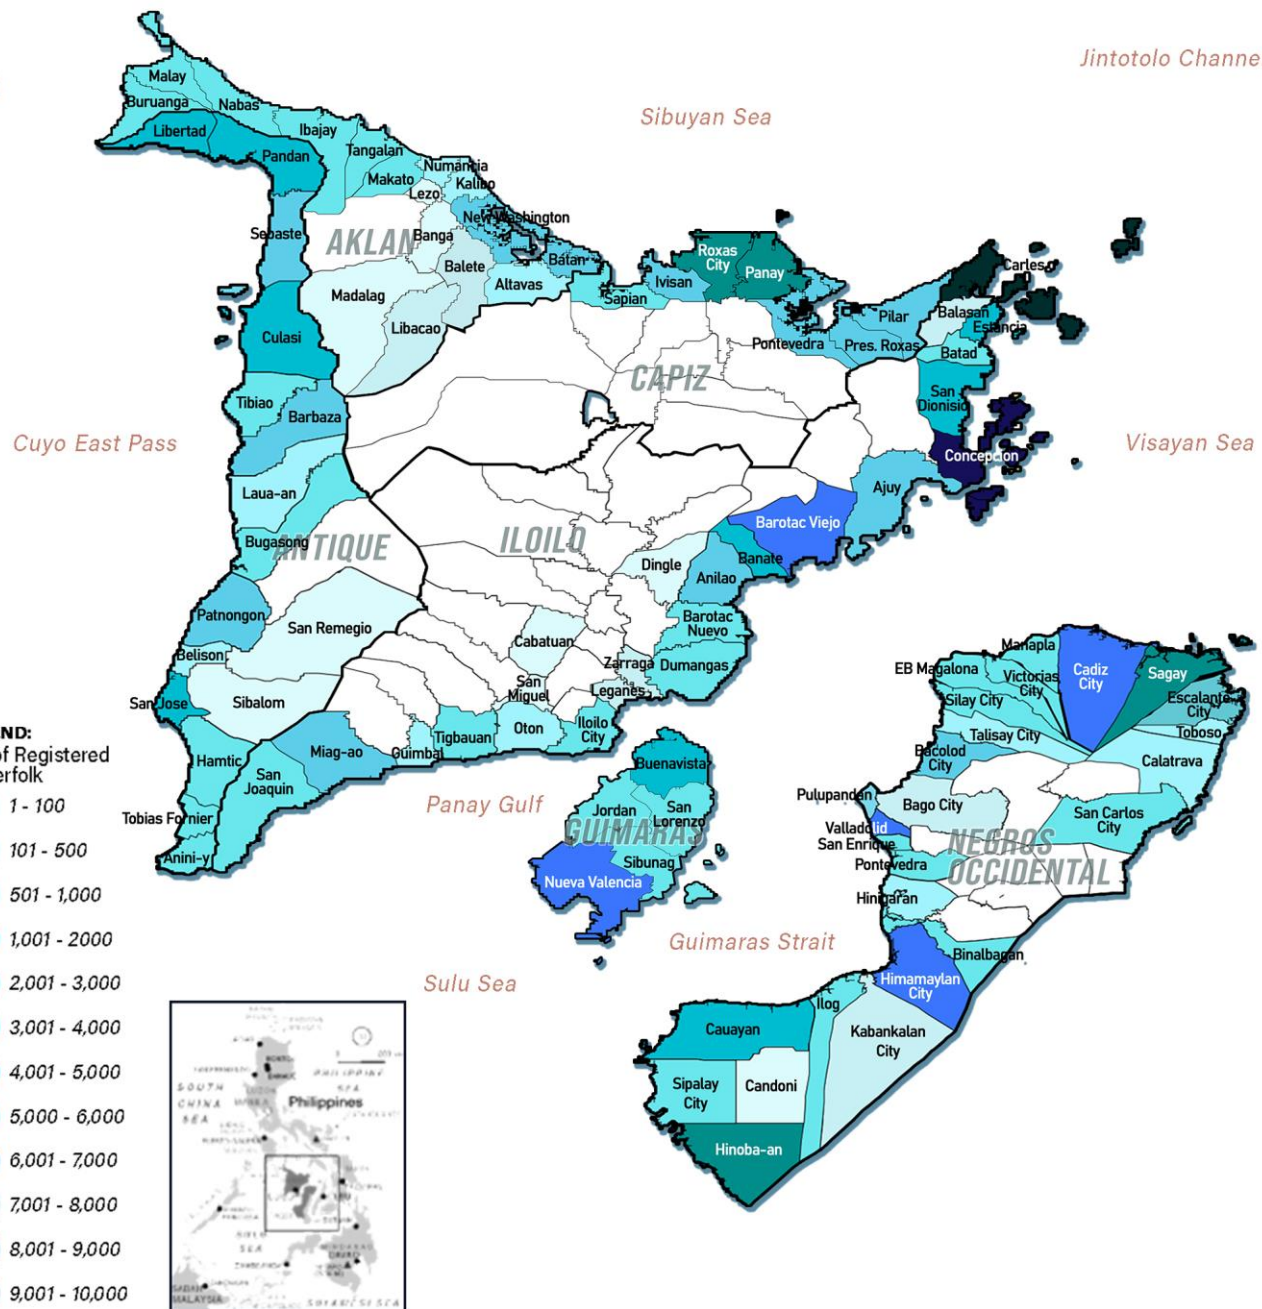 Jintotolo Channe
Sibuyan Sea
Malay
Buruanga
Nabas
Libertad
Ibajay
Pandan
Tangalan
Makato
Numancia
Kalibo
Lezo
New Washington
Sebaste
AKLAN
Banga
Balete
Batan
Altavas
Madalag
Libacao
Roxas
City
Panay
Ivisan
Sapian
Carles
Pilar
Balasan
Estancia
Pontevedra
Pres. Roxas
Batad
CAPIZ
Culasi
San
Dionisio
Tibiao
Barbaza
Cuyo East Pass
Visayan Sea
Concepcion
Laua-an
Ajuy
Barotac Viejo
Bugasong
ANTIQUE
ILOILO
Banate
Dingle
Anilao
Patnongon
San Remegio
Barotac
Nuevo
Cabatuan
Belison
Zarraga
Dumangas
San
Miguel
Leganes
San Jose
Sibalom
Hamtic
Miag-ao
Guimbal
Tigbauan
Oton
Iloilo
City
San
Joaquin
Tobias Fornier
Anini-y
Panay Gulf
Buenavista
Jordan
San
Lorenzo
GUIMARAS
Sibunag
Nueva Valencia
Guimaras Strait
Sulu Sea
Manapla
EB Magalona
Victorias
City
Cadiz
City
Sagay
Silay City
Escalante
City
Talisay City
Toboso
Bacolod
City
Calatrava
Pulupandan
Bago City
San Carlos
City
Valladolid
San Enrique
NEGROS
OCCIDENTAL
Pontevedra
Hinigaran
Binalbagan
Himamaylan
City
Ilog
Cauayan
Kabankalan
City
Sipalay
City
Candoni
Hinoba-an
ND:
of Registered
erfolk
1 - 100
101 - 500
501 - 1,000
1,001 - 2000
2,001 - 3,000
3,001 - 4,000
4,001 - 5,000
5,000 - 6,000
6,001 - 7,000
7,001 - 8,000
8,001 - 9,000
9,001 - 10,000
PHILIPPINE
SEA
SOUTH
CHINA
SEA
Philippines
SULU
SEA
MALAYSIA